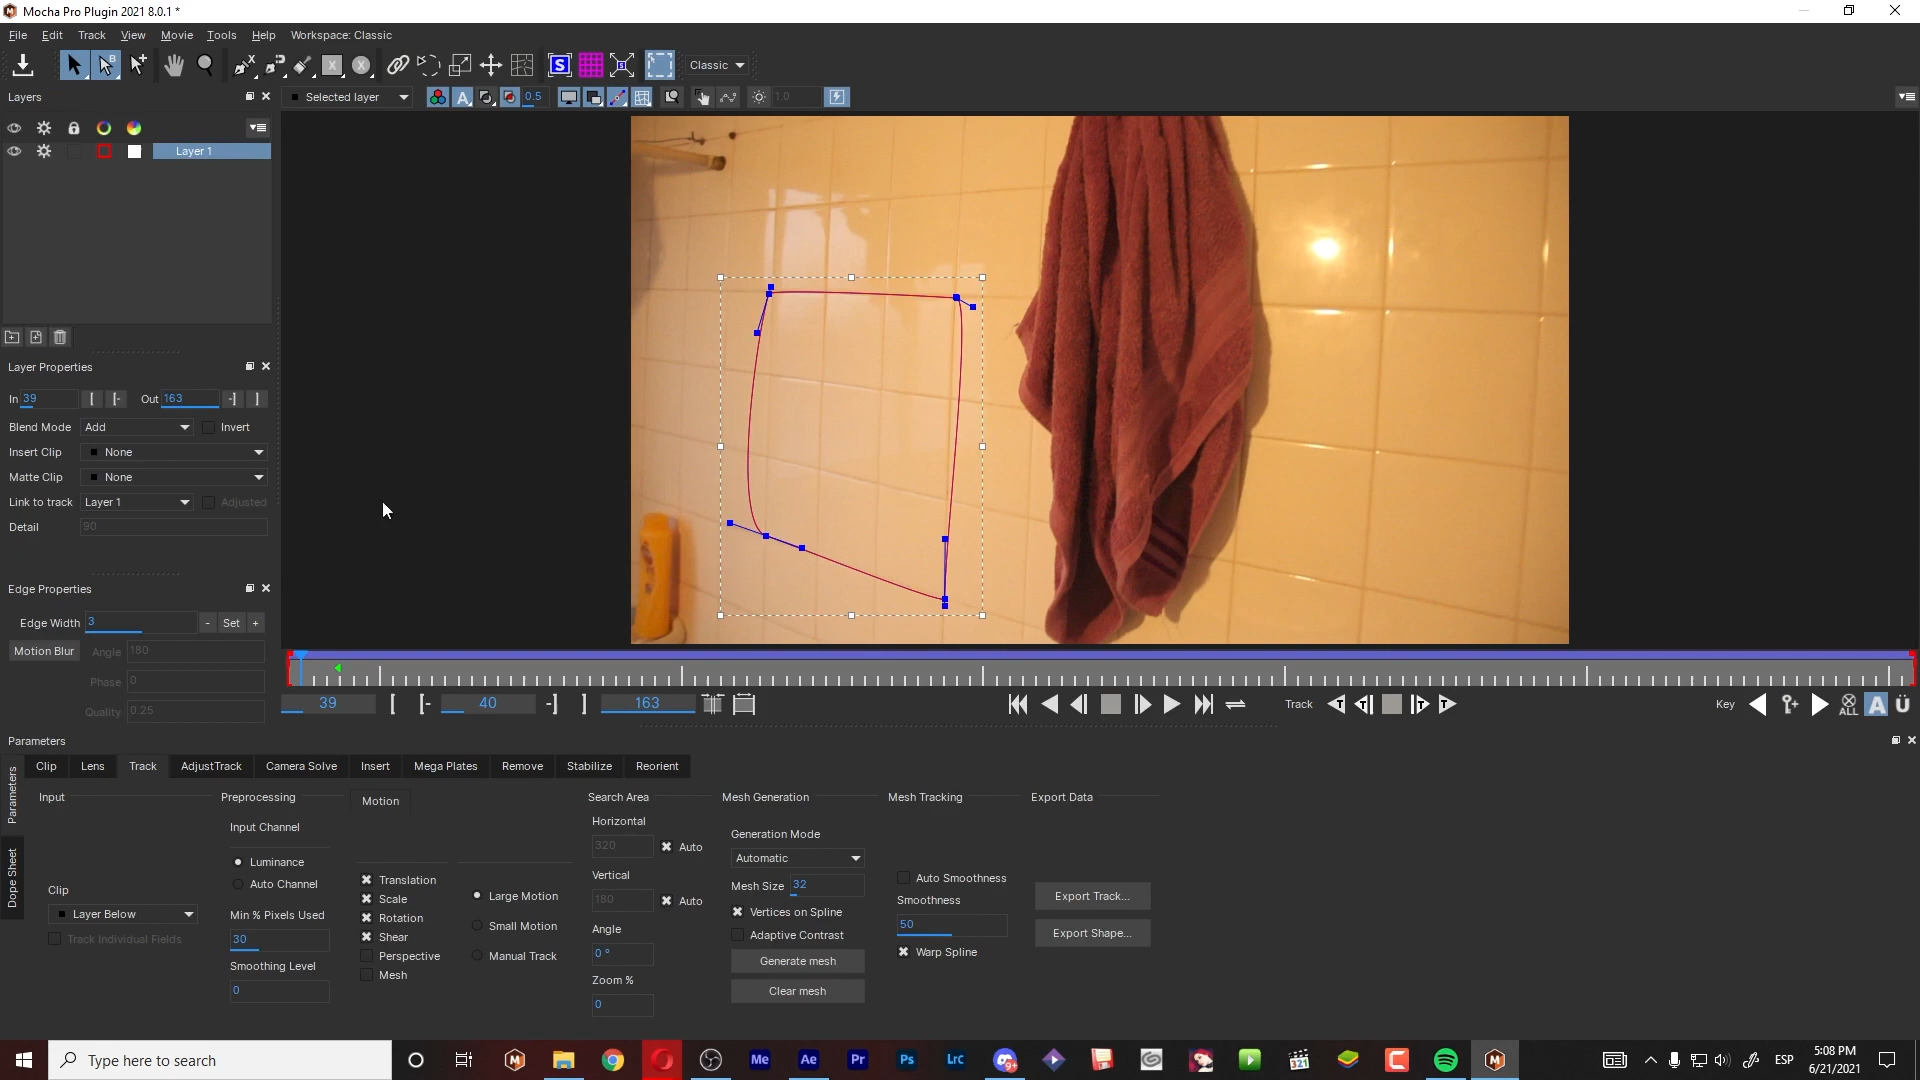 Mocha Pro Plugin 2021 8.0.1 *
File Edit Track View Movie Tools Help Workspace: Classic
Classic
Layers
Selected layer
A
0.5
1.0
Layer 1
Layer Properties
In 39 [ [- Out 163 -] ]
Blend Mode Add Invert
Insert Clip None
Matte Clip None
Link to track Layer 1 Adjusted
Detail 90
Edge Properties
Edge Width 3 - Set +
Motion Blur Angle 180
Phase 0
Quality 0.25
39 [ [- 40 -] ] 163
Track
Key
ALL
A
Ü
Parameters
Parameters
Dope Sheet
Clip Lens Track AdjustTrack Camera Solve Insert Mega Plates Remove Stabilize Reorient
Input
Clip
Layer Below
Track Individual Fields
Preprocessing
Input Channel
Luminance
Auto Channel
Min % Pixels Used
30
Smoothing Level
0
Motion
Translation
Scale
Rotation
Shear
Perspective
Mesh
Large Motion
Small Motion
Manual Track
Search Area
Horizontal
320 Auto
Vertical
180 Auto
Angle
0 °
Zoom %
0
Mesh Generation
Generation Mode
Automatic
Mesh Size 32
Vertices on Spline
Adaptive Contrast
Generate mesh
Clear mesh
Mesh Tracking
Auto Smoothness
Smoothness
50
Warp Spline
Export Data
Export Track...
Export Shape...
Type here to search
Me
Ae
Pr
Ps
Lrc
9+
321
ESP
5:08 PM
6/21/2021